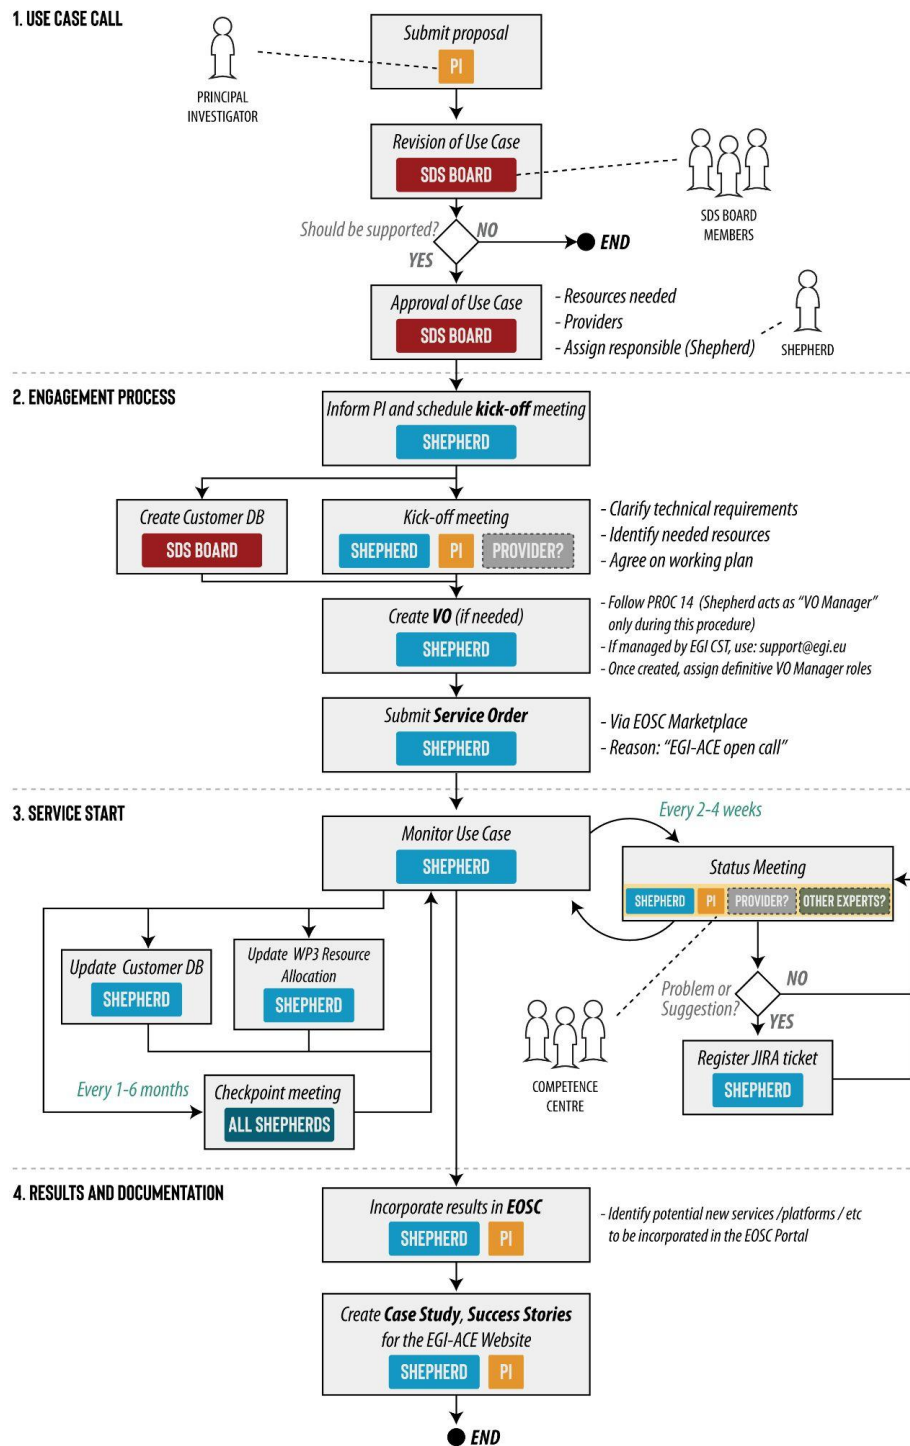 1. USE CASE CALL
Submit proposal
PI
PRINCIPAL
INVESTIGATOR
Revision of Use Case
SDS BOARD
SDS BOARD
MEMBERS
Should be supported?
NO
END
YES
Approval of Use Case
SDS BOARD
- Resources needed
- Providers
- Assign responsible (Shepherd)
SHEPHERD
2. ENGAGEMENT PROCESS
Inform PI and schedule kick-off meeting
SHEPHERD
Create Customer DB
SDS BOARD
Kick-off meeting
SHEPHERD PI PROVIDER?
- Clarify technical requirements
- Identify needed resources
- Agree on working plan
Create VO (if needed)
SHEPHERD
- Follow PROC 14 (Shepherd acts as "VO Manager"
only during this procedure)
- If managed by EGI CST, use: support@egi.eu
- Once created, assign definitive VO Manager roles
Submit Service Order
SHEPHERD
- Via EOSC Marketplace
- Reason: "EGI-ACE open call"
3. SERVICE START
Monitor Use Case
SHEPHERD
Every 2-4 weeks
Status Meeting
SHEPHERD PI PROVIDER? OTHER EXPERTS?
Update Customer DB
SHEPHERD
Update WP3 Resource
Allocation
SHEPHERD
Problem or
Suggestion?
NO
YES
COMPETENCE
CENTRE
Register JIRA ticket
SHEPHERD
Every 1-6 months
Checkpoint meeting
ALL SHEPHERDS
4. RESULTS AND DOCUMENTATION
Incorporate results in EOSC
SHEPHERD PI
- Identify potential new services /platforms / etc
to be incorporated in the EOSC Portal
Create Case Study, Success Stories
for the EGI-ACE Website
SHEPHERD PI
END